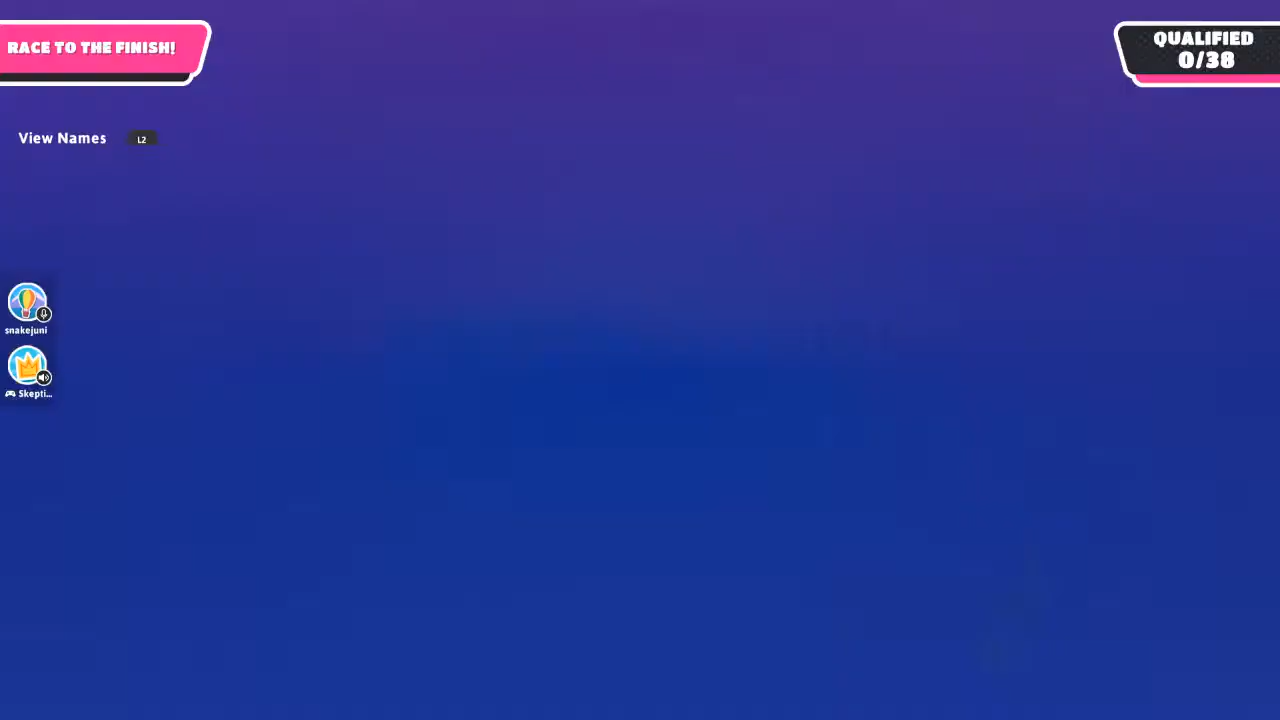 RACE TO THE FINISH!
QUALIFIED
0/38
View Names L2
snakejuni
Skepti...